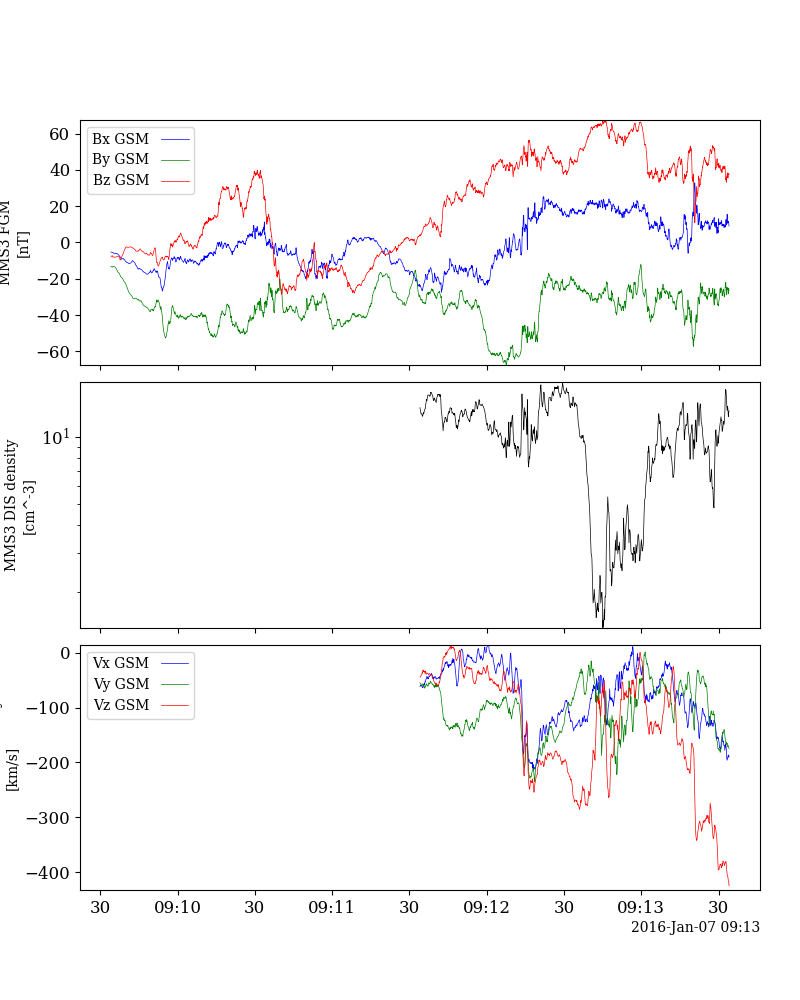 60
40
20
0
−20
−40
−60
MMS3 FGM
[nT]
Bx GSM
By GSM
Bz GSM
10^1
MMS3 DIS density
[cm^-3]
0
−100
−200
−300
−400
[km/s]
Vx GSM
Vy GSM
Vz GSM
30 09:10 30 09:11 30 09:12 30 09:13 30
2016-Jan-07 09:13